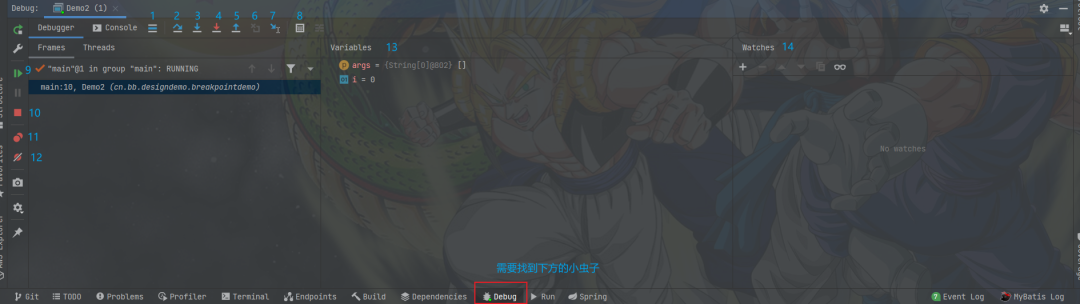 Debug: Demo2 (1)
1 2 3 4 5 6 7 8
Debugger Console
Frames Threads Variables 13 Watches 14
9 "main"@1 in group "main": RUNNING
args = {String[0]@802} []
main:10, Demo2 (cn.bb.designdemo.breakpointdemo)
i = 0
10
11
12
No watches
需要找到下方的小虫子
Git TODO Problems Profiler Terminal Endpoints Build Dependencies Debug Run Spring 7 Event Log MyBatis Log